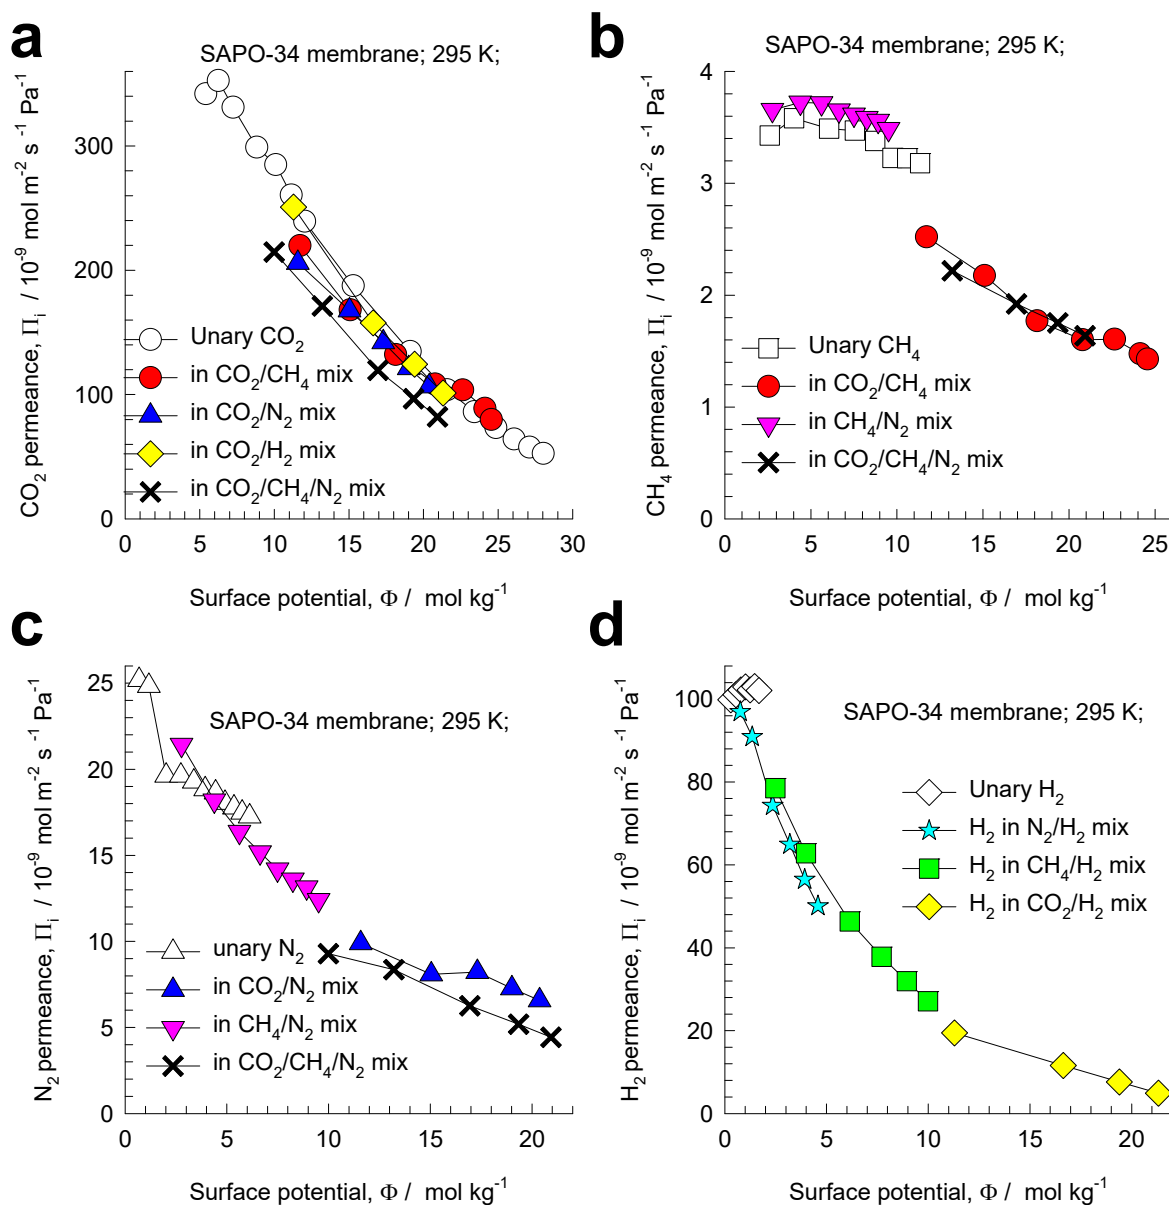 a
SAPO-34 membrane; 295 K;
CO₂ permeance, Πᵢ / 10⁻⁹ mol m⁻² s⁻¹ Pa⁻¹
300
200
100
0
Unary CO₂
in CO₂/CH₄ mix
in CO₂/N₂ mix
in CO₂/H₂ mix
in CO₂/CH₄/N₂ mix
0 5 10 15 20 25 30
Surface potential, Φ / mol kg⁻¹
b
SAPO-34 membrane; 295 K;
CH₄ permeance, Πᵢ / 10⁻⁹ mol m⁻² s⁻¹ Pa⁻¹
4
3
2
1
0
Unary CH₄
in CO₂/CH₄ mix
in CH₄/N₂ mix
in CO₂/CH₄/N₂ mix
0 5 10 15 20 25
Surface potential, Φ / mol kg⁻¹
c
SAPO-34 membrane; 295 K;
N₂ permeance, Πᵢ / 10⁻⁹ mol m⁻² s⁻¹ Pa⁻¹
25
20
15
10
5
0
unary N₂
in CO₂/N₂ mix
in CH₄/N₂ mix
in CO₂/CH₄/N₂ mix
0 5 10 15 20
Surface potential, Φ / mol kg⁻¹
d
SAPO-34 membrane; 295 K;
H₂ permeance, Πᵢ / 10⁻⁹ mol m⁻² s⁻¹ Pa⁻¹
100
80
60
40
20
0
Unary H₂
H₂ in N₂/H₂ mix
H₂ in CH₄/H₂ mix
H₂ in CO₂/H₂ mix
0 5 10 15 20
Surface potential, Φ / mol kg⁻¹